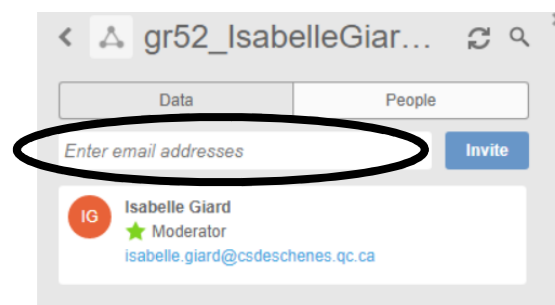 gr52_IsabelleGiar...
Data People
Enter email addresses Invite
IG Isabelle Giard
Moderator
isabelle.giard@csdeschenes.qc.ca